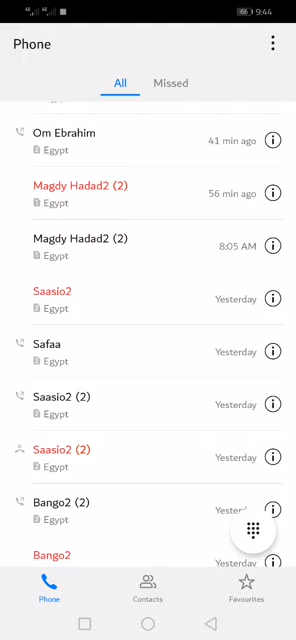 66 9:44
Phone
All Missed
Om Ebrahim
41 min ago
Egypt
Magdy Hadad2 (2)
56 min ago
Egypt
Magdy Hadad2 (2)
8:05 AM
Egypt
Saasio2
Yesterday
Egypt
Safaa
Yesterday
Egypt
Saasio2 (2)
Yesterday
Egypt
Saasio2 (2)
Yesterday
Egypt
Bango2 (2)
Egypt
Bango2
Yesterday
Phone Contacts Favourites